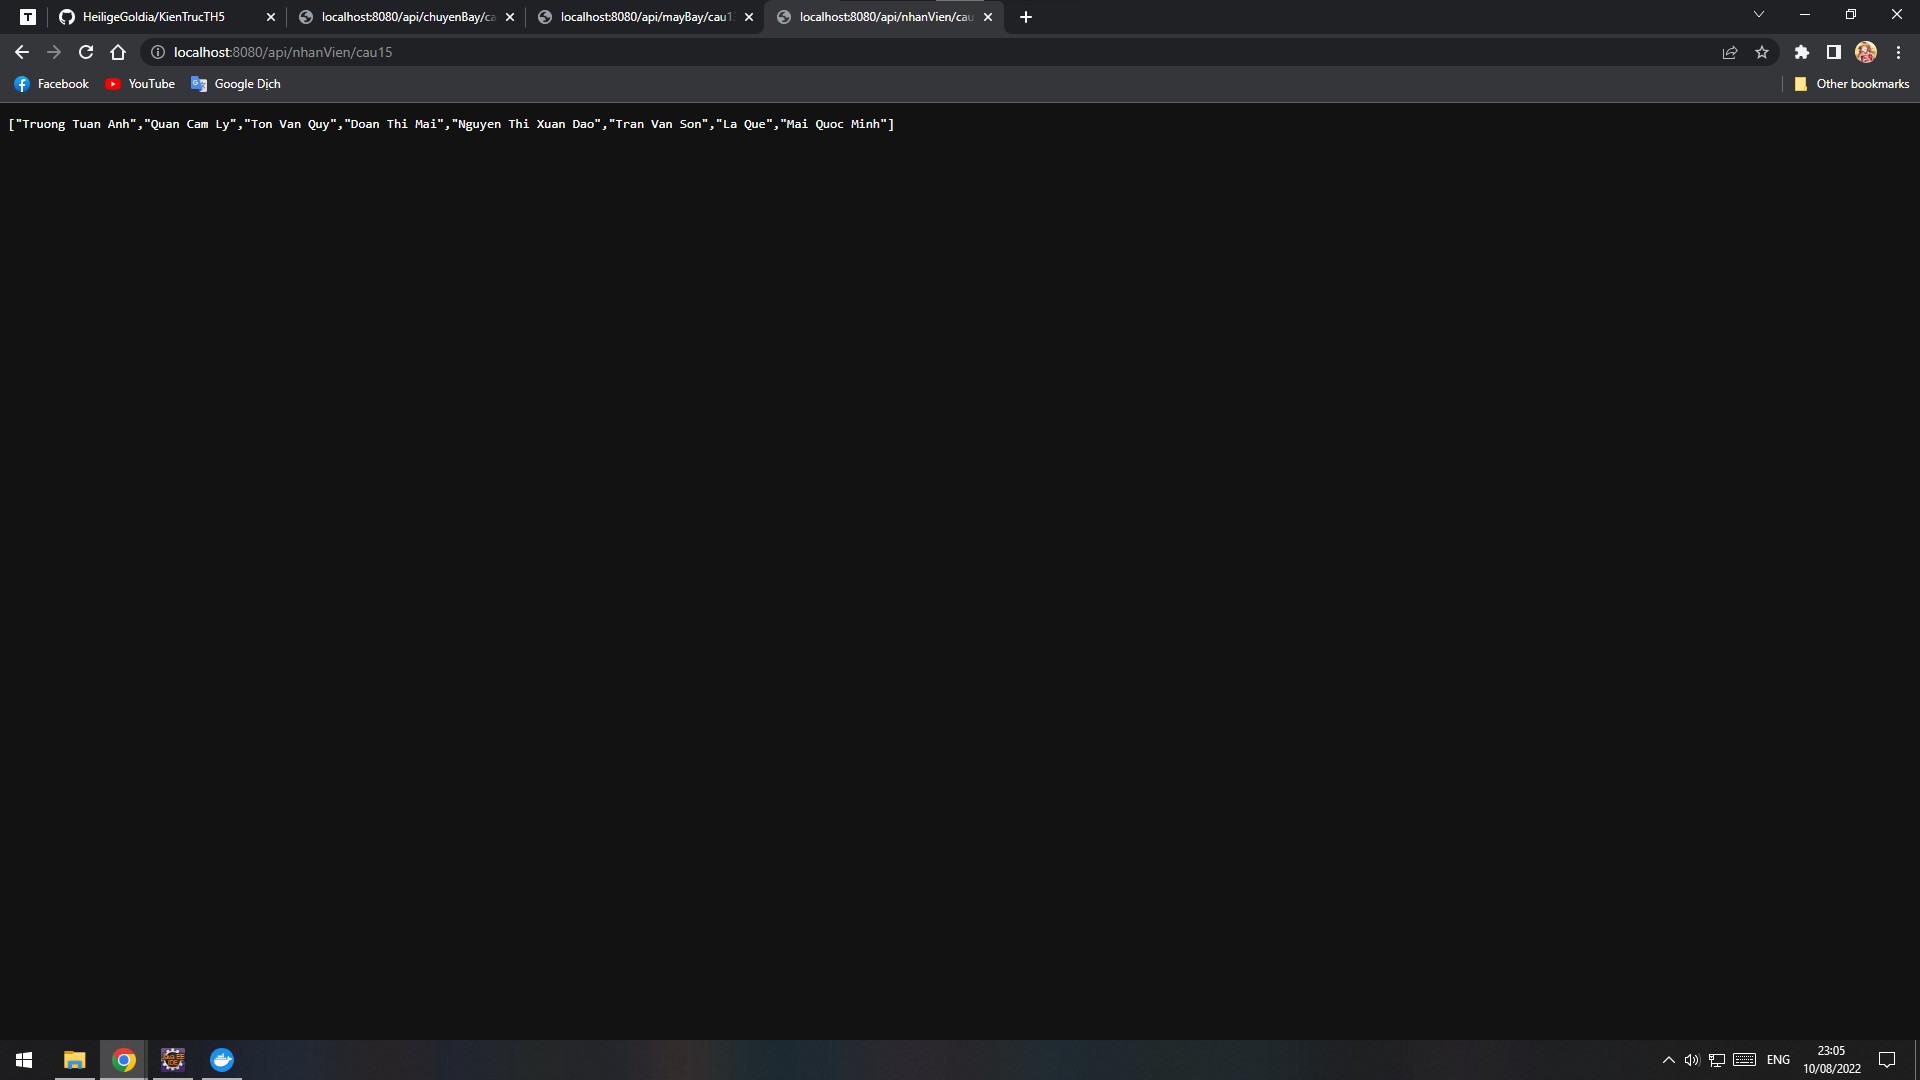 T
HeiligeGoldia/KienTrucTH5
localhost:8080/api/chuyenBay/ca
localhost:8080/api/mayBay/cau1
localhost:8080/api/nhanVien/cau
localhost:8080/api/nhanVien/cau15
Facebook
YouTube
Google Dịch
Other bookmarks
["Truong Tuan Anh","Quan Cam Ly","Ton Van Quy","Doan Thi Mai","Nguyen Thi Xuan Dao","Tran Van Son","La Que","Mai Quoc Minh"]
ENG
23:05
10/08/2022